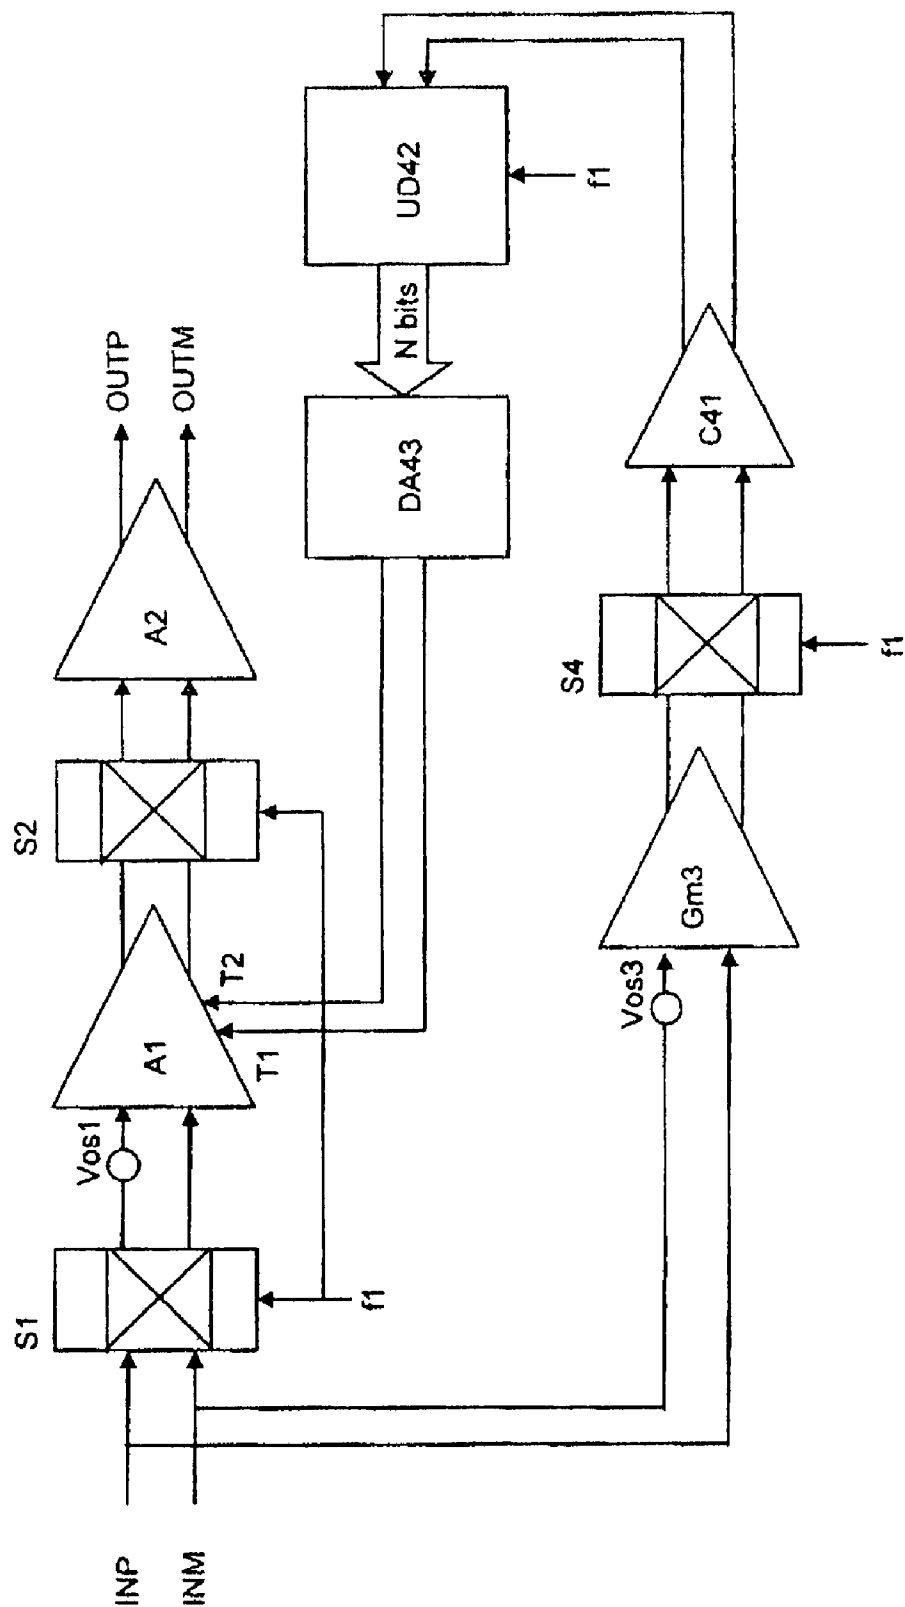 INP
INM
S1
f1
Vos1
A1
T1
T2
S2
A2
OUTP
OUTM
DA43
N bits
UD42
f1
Vos3
Gm3
S4
f1
C41